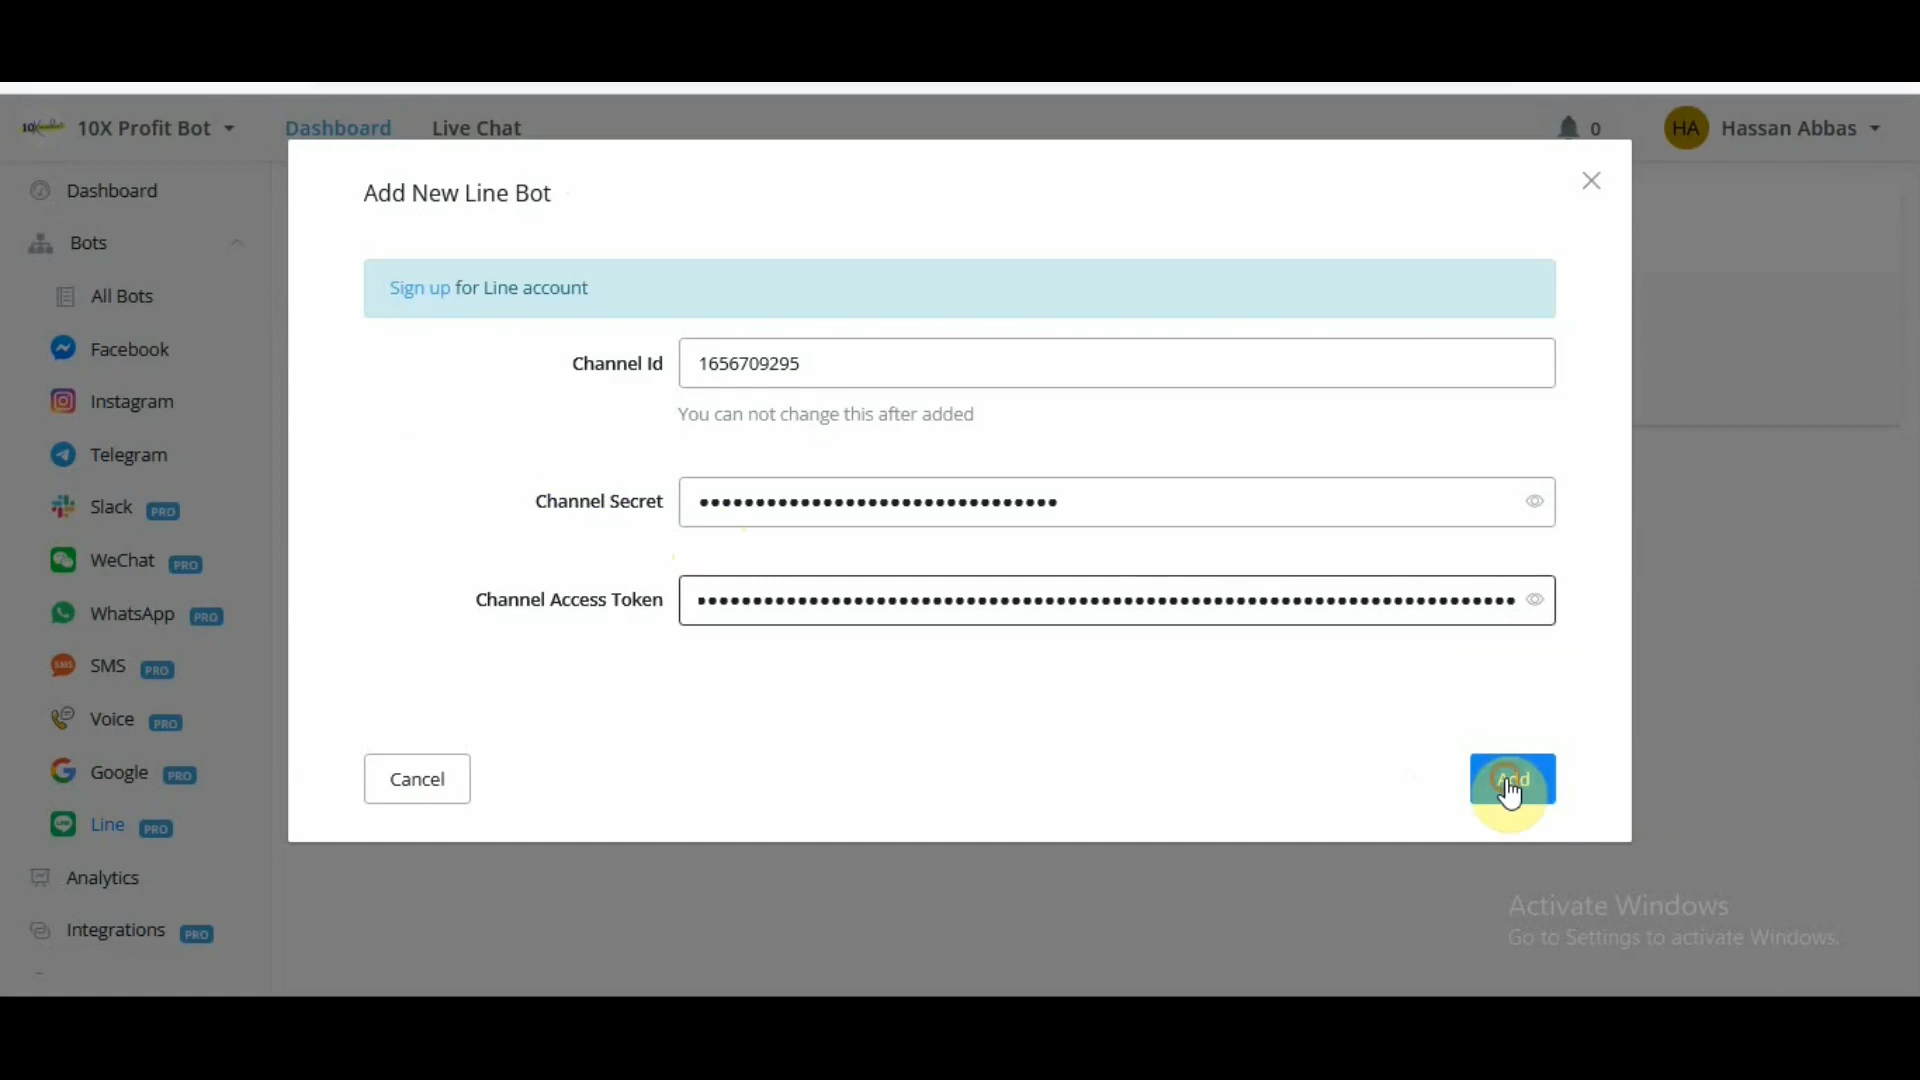 10X Profit Bot
Dashboard
Live Chat
0
HA
Hassan Abbas
Dashboard
Bots
All Bots
Facebook
Instagram
Telegram
Slack PRO
WeChat PRO
WhatsApp PRO
SMS PRO
Voice PRO
Google PRO
Line PRO
Analytics
Integrations PRO
Add New Line Bot
Sign up for Line account
Channel Id
1656709295
You can not change this after added
Channel Secret
Channel Access Token
Cancel
Add
Activate Windows
Go to Settings to activate Windows.